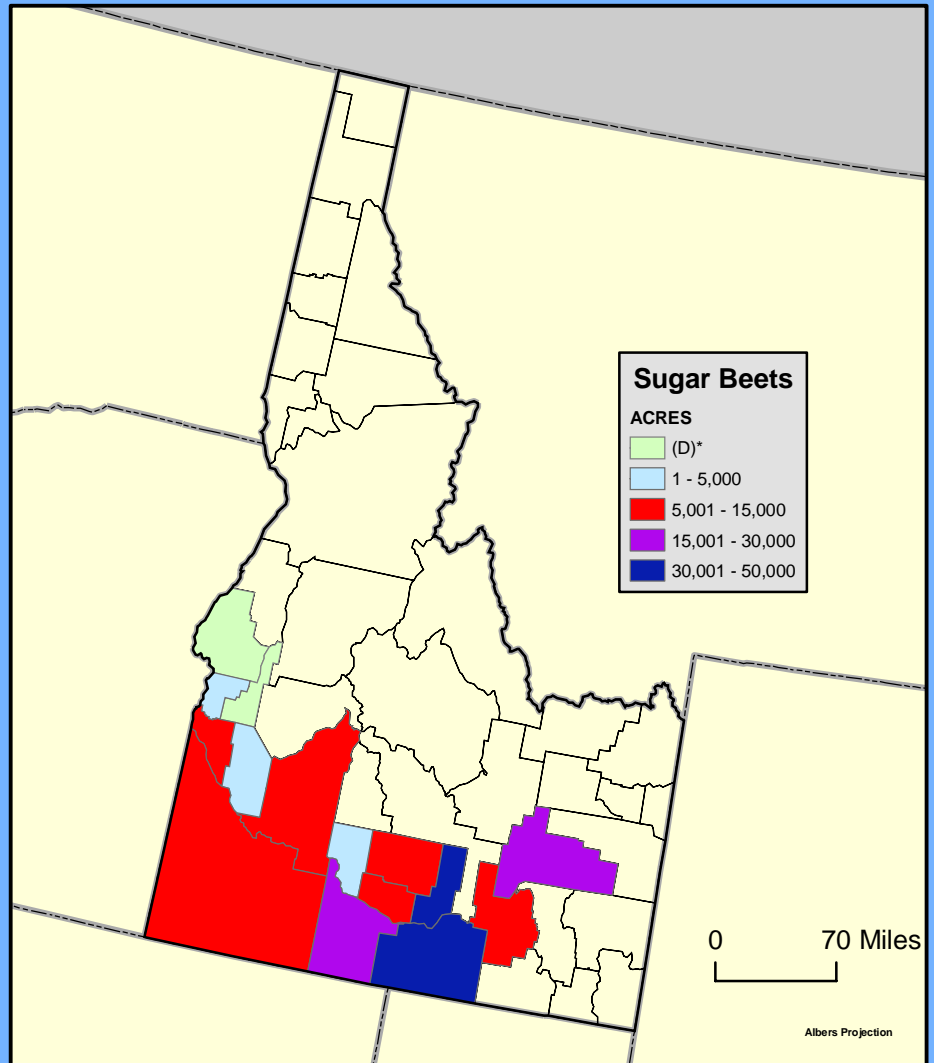 Sugar Beets
ACRES
(D)*
1 - 5,000
5,001 - 15,000
15,001 - 30,000
30,001 - 50,000
0 70 Miles
Albers Projection